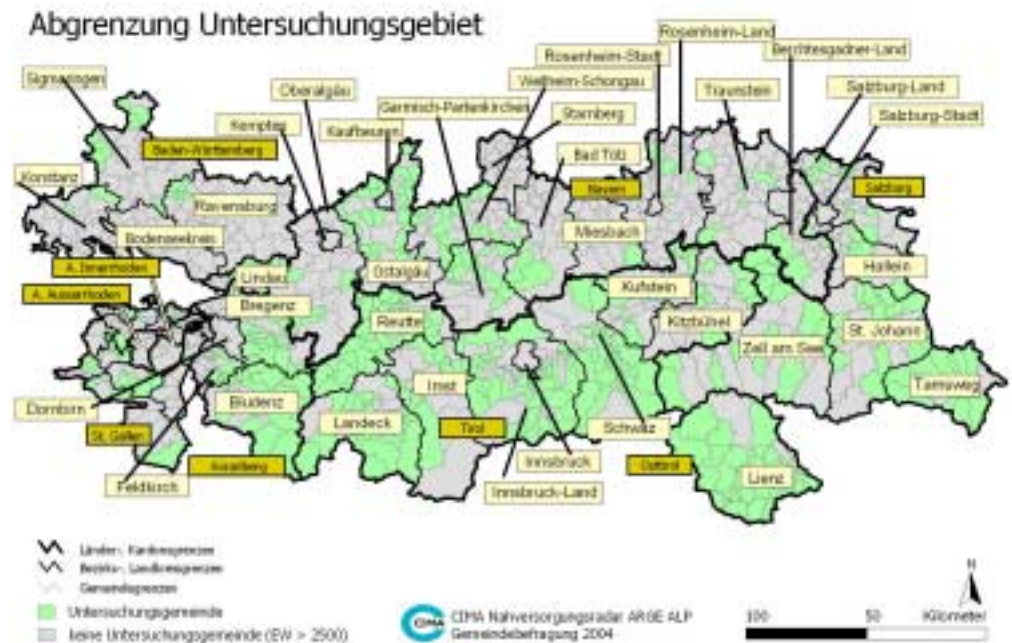 Abgrenzung Untersuchungsgebiet
Rosenheim-Land
Rosenheim-Stadt
Berchtesgadner-Land
Sigmaringen
Oberallgäu
Garmisch-Partenkirchen
Weilheim-Schongau
Traunstein
Salzburg-Land
Kempten
Kaufbeuren
Starnberg
Salzburg-Stadt
Baden-Württemberg
Bad Tölz
Konstanz
Bayern
Salzburg
Ravensburg
Miesbach
Bodenseekreis
A. Innerrhoden
Lindau
Ostallgäu
Hallein
A. Ausserrhoden
Bregenz
Kufstein
Reutte
Kitzbühel
St. Johann
Zell am See
Imst
Tamsweg
Dornbirn
Bludenz
Landeck
St. Gallen
Tirol
Schwaz
Vorarlberg
Innsbruck
Osttirol
Feldkirch
Innsbruck-Land
Lienz
Länder-, Kantonsgrenzen
Bezirks-, Landkreisgrenzen
Gemeindegrenzen
Untersuchungsgemeinde
keine Untersuchungsgemeinde (EW > 2500)
CIMA
CIMA Nahversorgungsradar ARGE ALP
Gemeindebefragung 2004
N
100 50 Kilometer